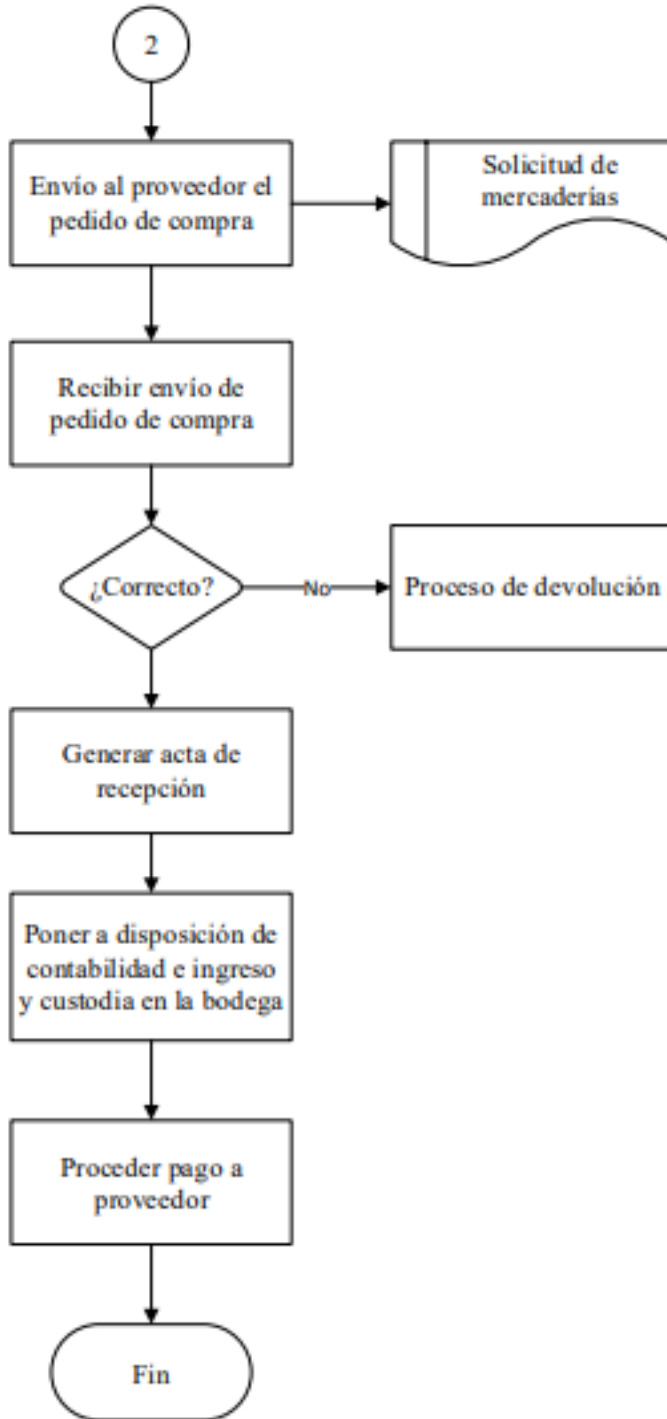 2
Envío al proveedor el
pedido de compra
Solicitud de
mercaderías
Recibir envío de
pedido de compra
¿Correcto?
No
Proceso de devolución
Generar acta de
recepción
Poner a disposición de
contabilidad e ingreso
y custodia en la bodega
Proceder pago a
proveedor
Fin